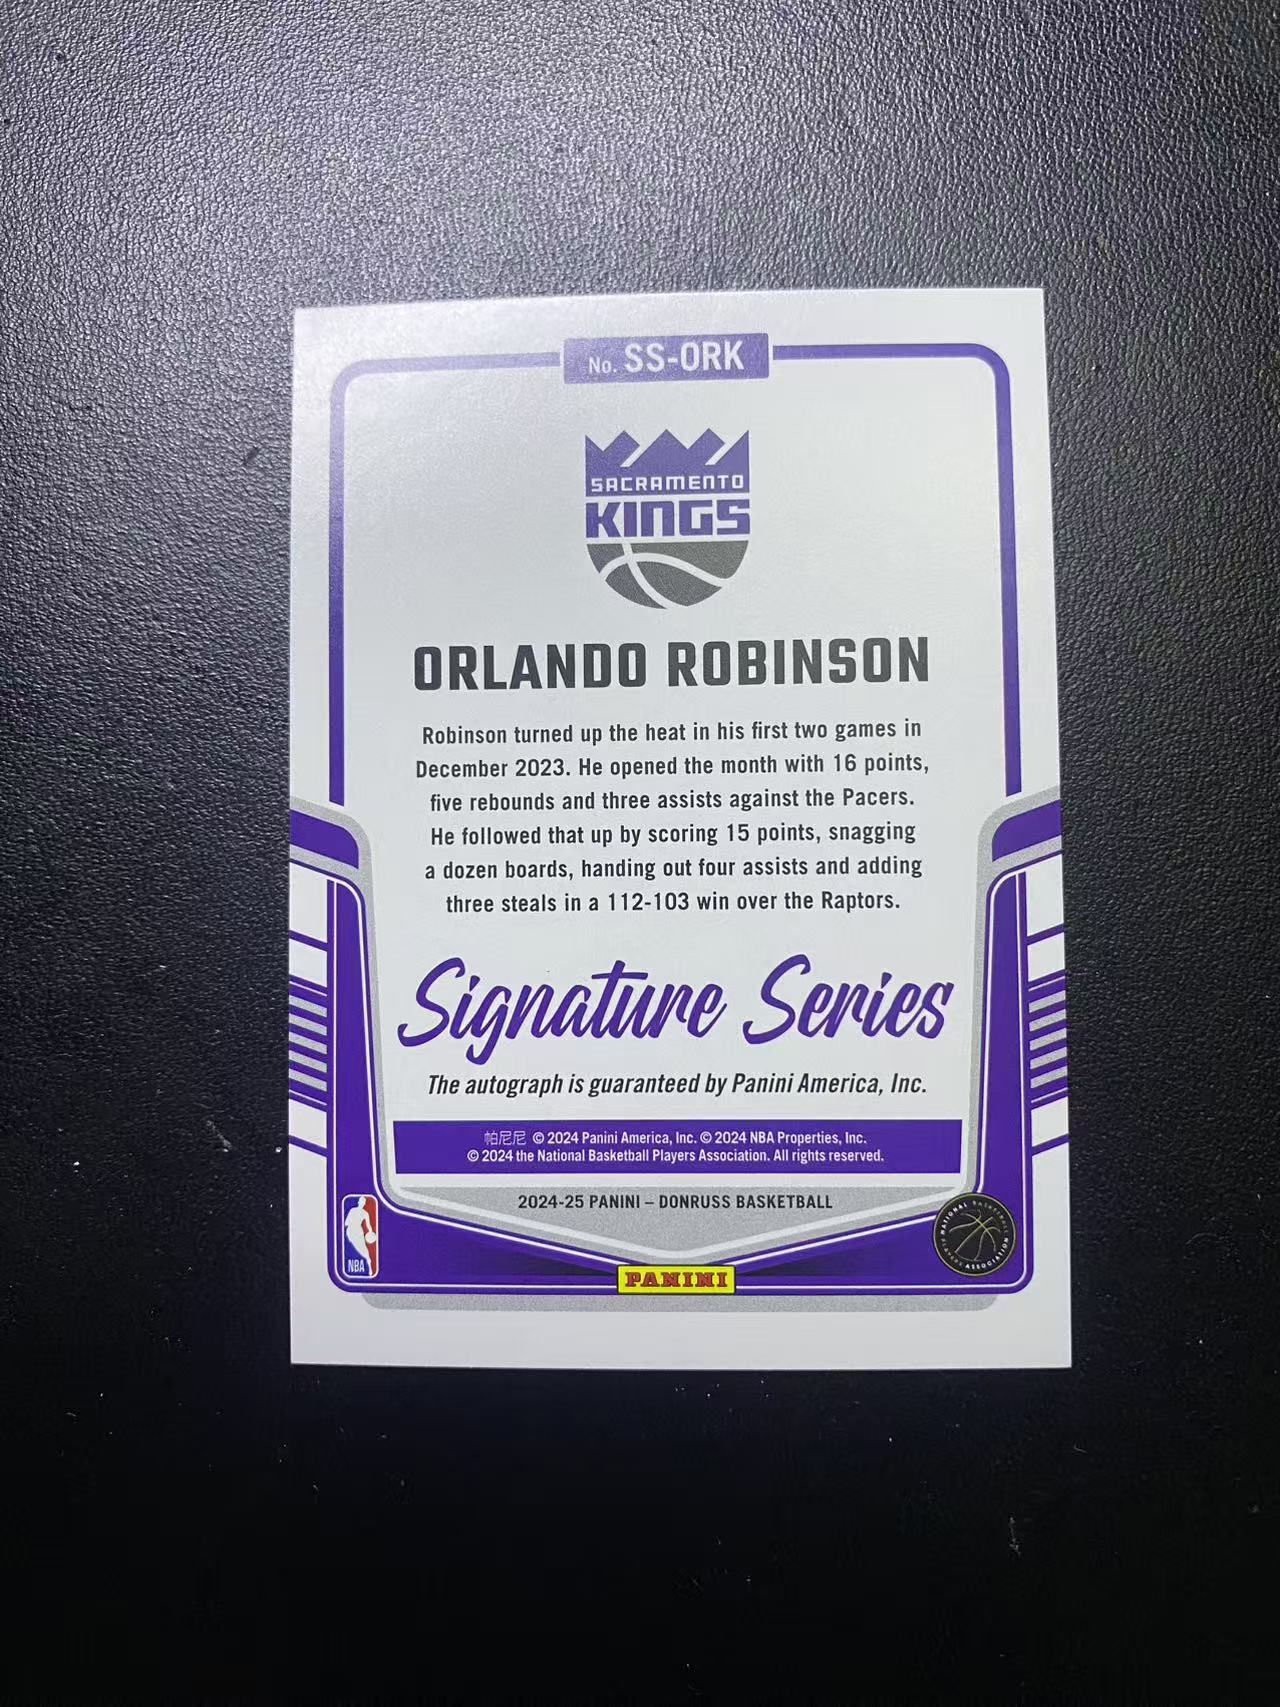 No. SS-ORK
SACRAMENTO
KINGS
ORLANDO ROBINSON
Robinson turned up the heat in his first two games in
December 2023. He opened the month with 16 points,
five rebounds and three assists against the Pacers.
He followed that up by scoring 15 points, snagging
a dozen boards, handing out four assists and adding
three steals in a 112-103 win over the Raptors.
Signature Series
The autograph is guaranteed by Panini America, Inc.
帕尼尼 © 2024 Panini America, Inc. © 2024 NBA Properties, Inc.
© 2024 the National Basketball Players Association. All rights reserved.
2024-25 PANINI – DONRUSS BASKETBALL
NBA
NATIONAL BASKETBALL
PLAYERS ASSOCIATION
PANINI